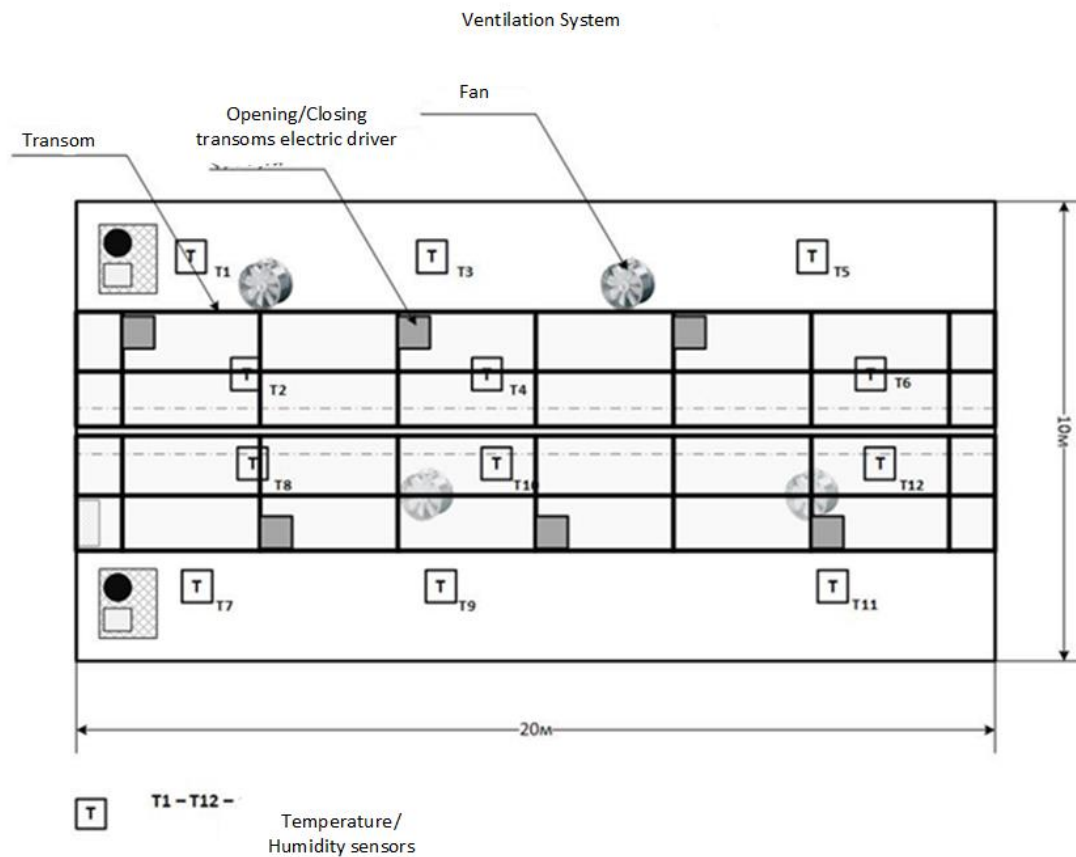 Ventilation System
Fan
Opening/Closing
transoms electric driver
Transom
T T1
T T3
T T5
T T2
T T4
T T6
T T8
T T10
T T12
T T7
T T9
T T11
10м
20м
T
T1 – T12 –
Temperature/
Humidity sensors